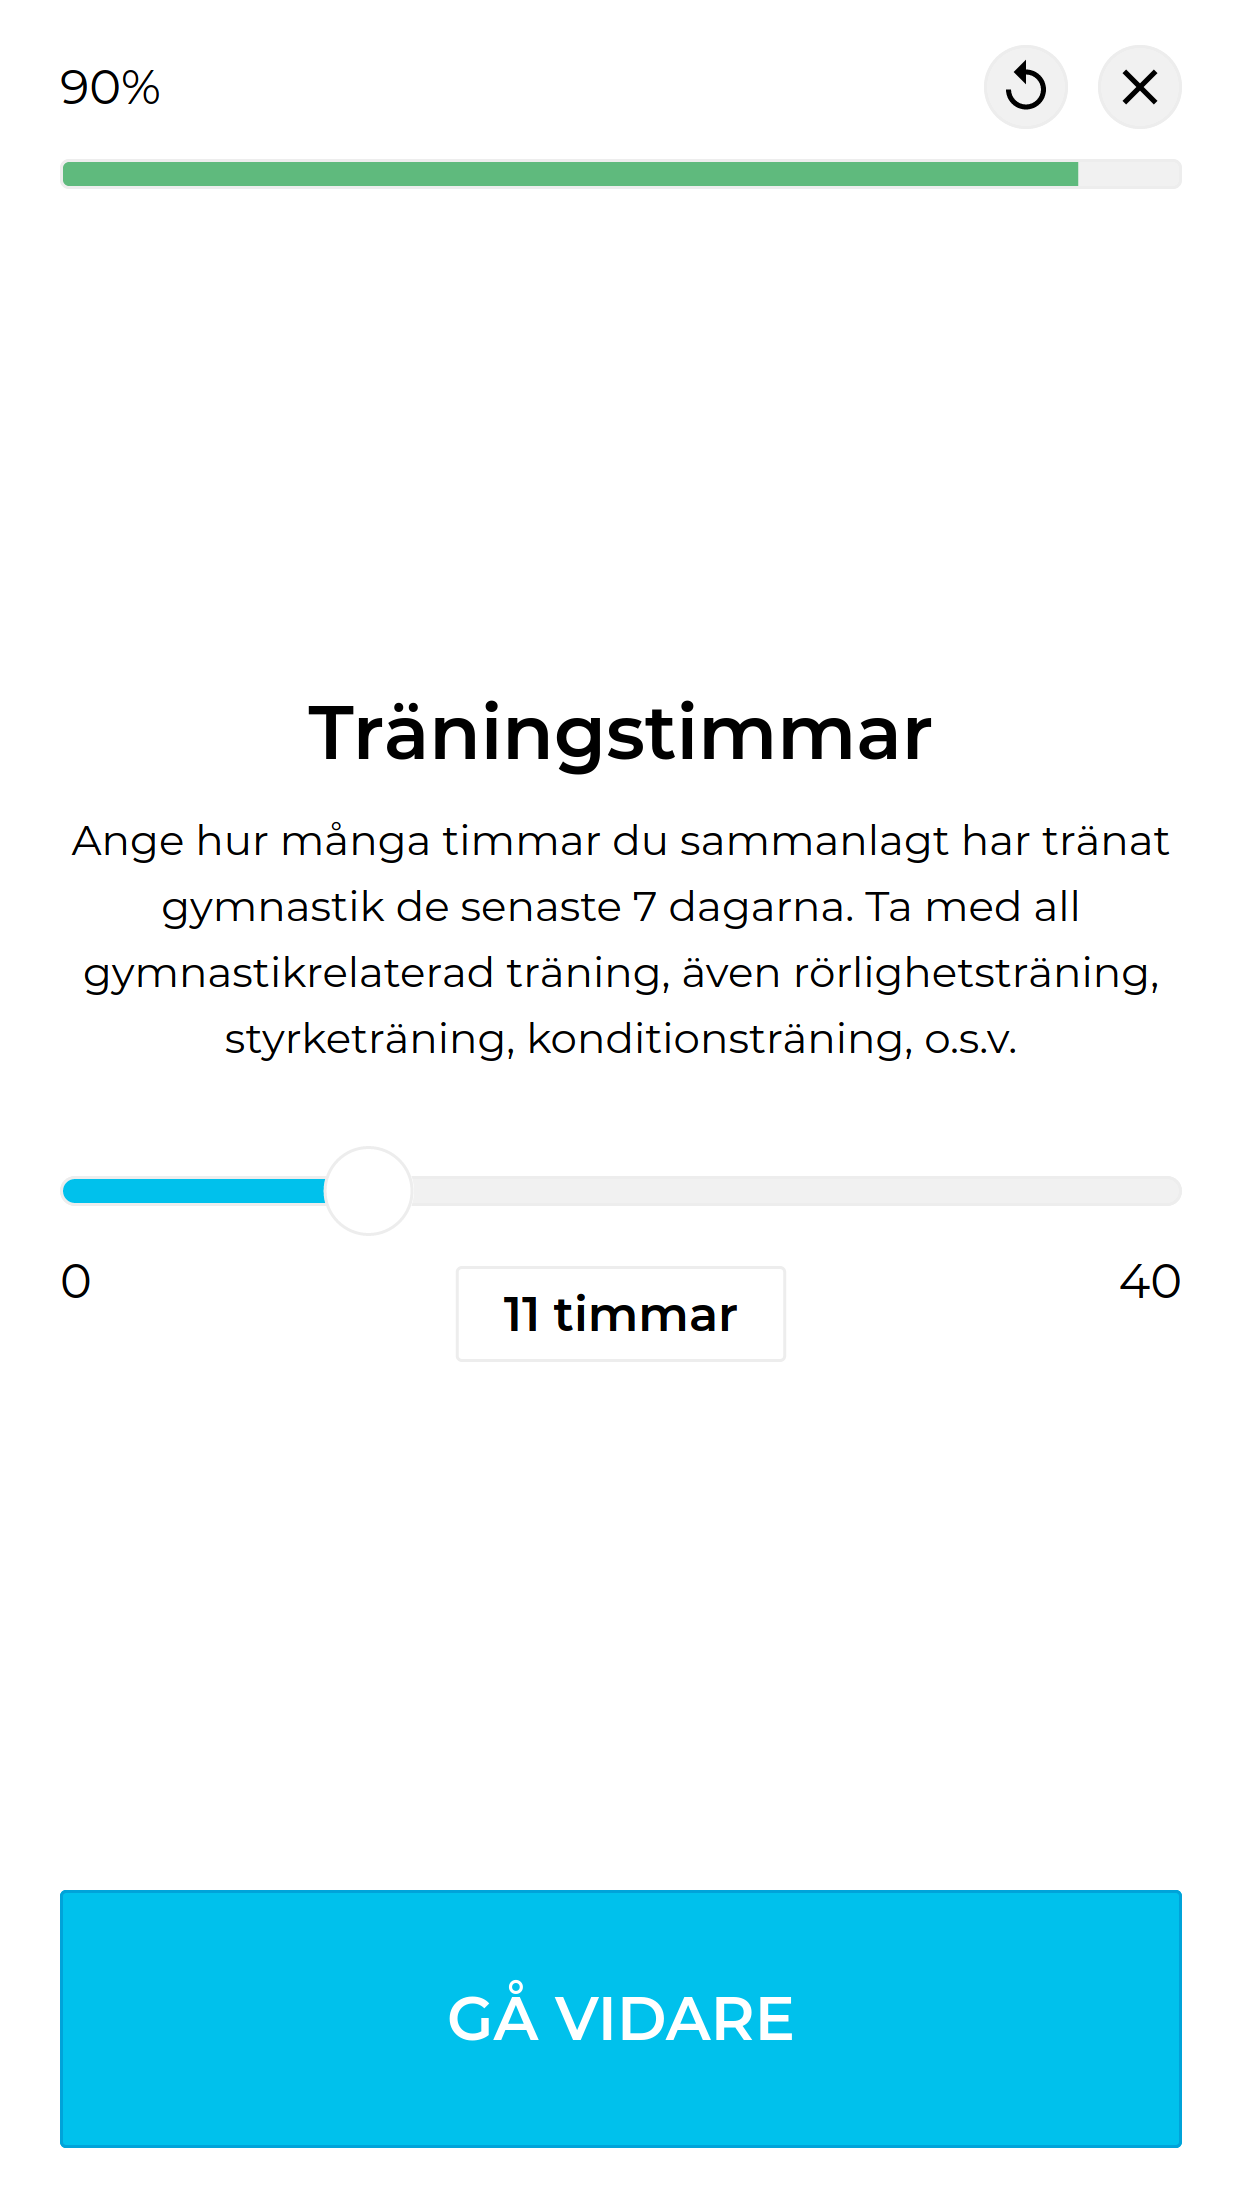 90%
Träningstimmar
Ange hur många timmar du sammanlagt har tränat
gymnastik de senaste 7 dagarna. Ta med all
gymnastikrelaterad träning, även rörlighetsträning,
styrketräning, konditionsträning, o.s.v.
0
11 timmar
40
GÅ VIDARE